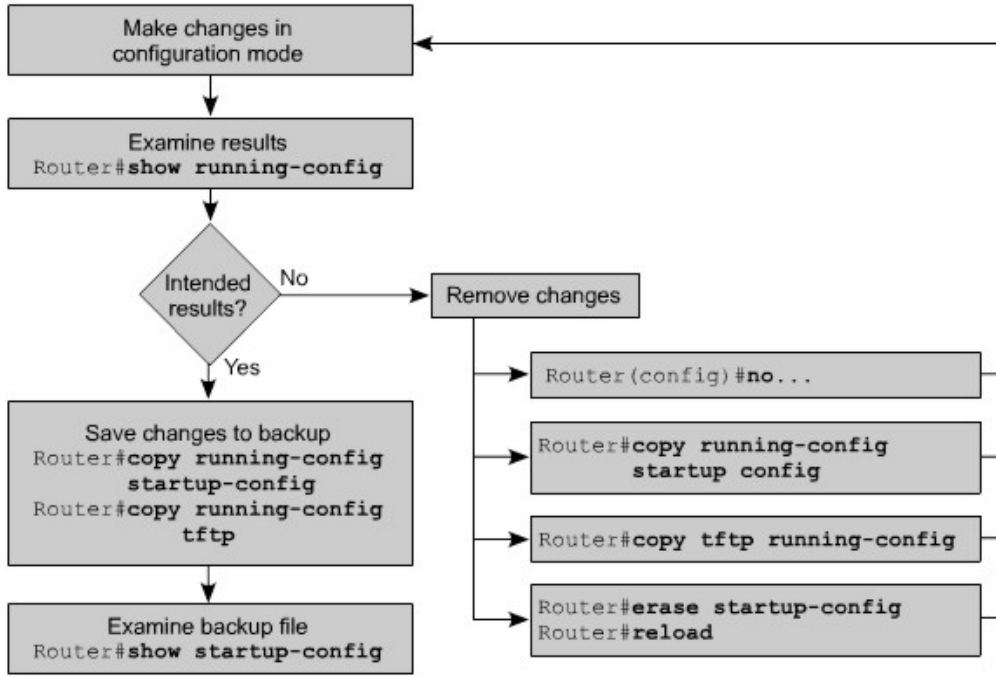 Make changes in
configuration mode
Examine results
Router#show running-config
Intended
results?
No
Yes
Remove changes
Router(config)#no...
Router#copy running-config
startup config
Router#copy tftp running-config
Router#erase startup-config
Router#reload
Save changes to backup
Router#copy running-config
startup-config
Router#copy running-config
tftp
Examine backup file
Router#show startup-config